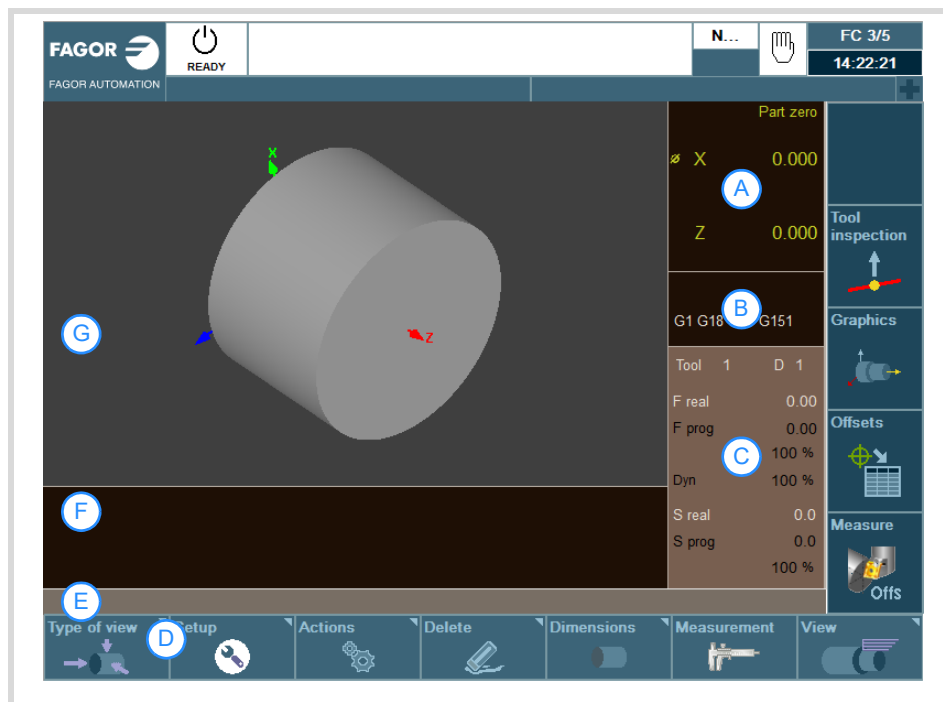 FAGOR
FAGOR AUTOMATION
READY
N...
FC 3/5
14:22:21
X
Z
G
Part zero
ø X 0.000
A
Z 0.000
B
G1 G18 G151
Tool 1 D 1
F real 0.00
F prog 0.00
100 %
C
Dyn 100 %
S real 0.0
S prog 0.0
100 %
Tool
inspection
Graphics
Offsets
Measure
Offs
F
E
D
Type of view
Setup
Actions
Delete
Dimensions
Measurement
View